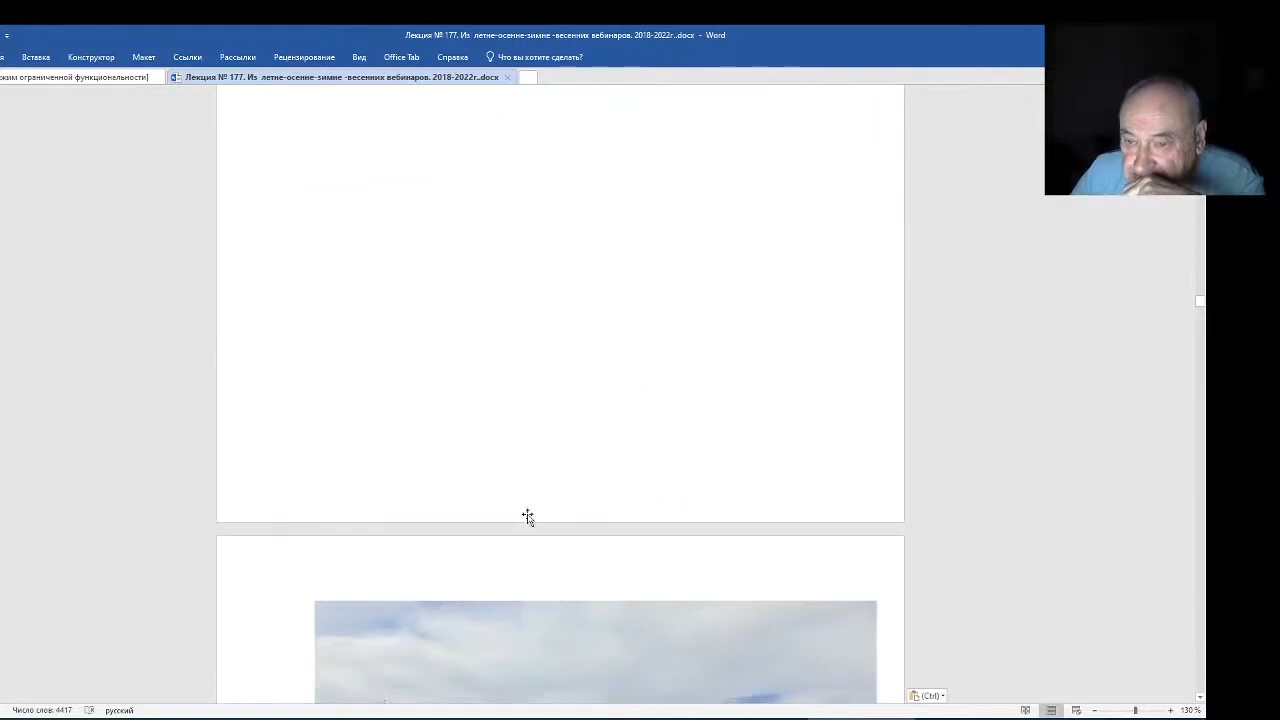 Лекция № 177. Из  летне-осенне-зимне -весенних вебинаров. 2018-2022г..docx  -  Word
я Вставка Конструктор Макет Ссылки Рассылки Рецензирование Вид Office Tab Справка Что вы хотите сделать?
жим ограниченной функциональности] Лекция № 177. Из  летне-осенне-зимне -весенних вебинаров. 2018-2022г..docx
(Ctrl)
Число слов: 4417 русский 130 %